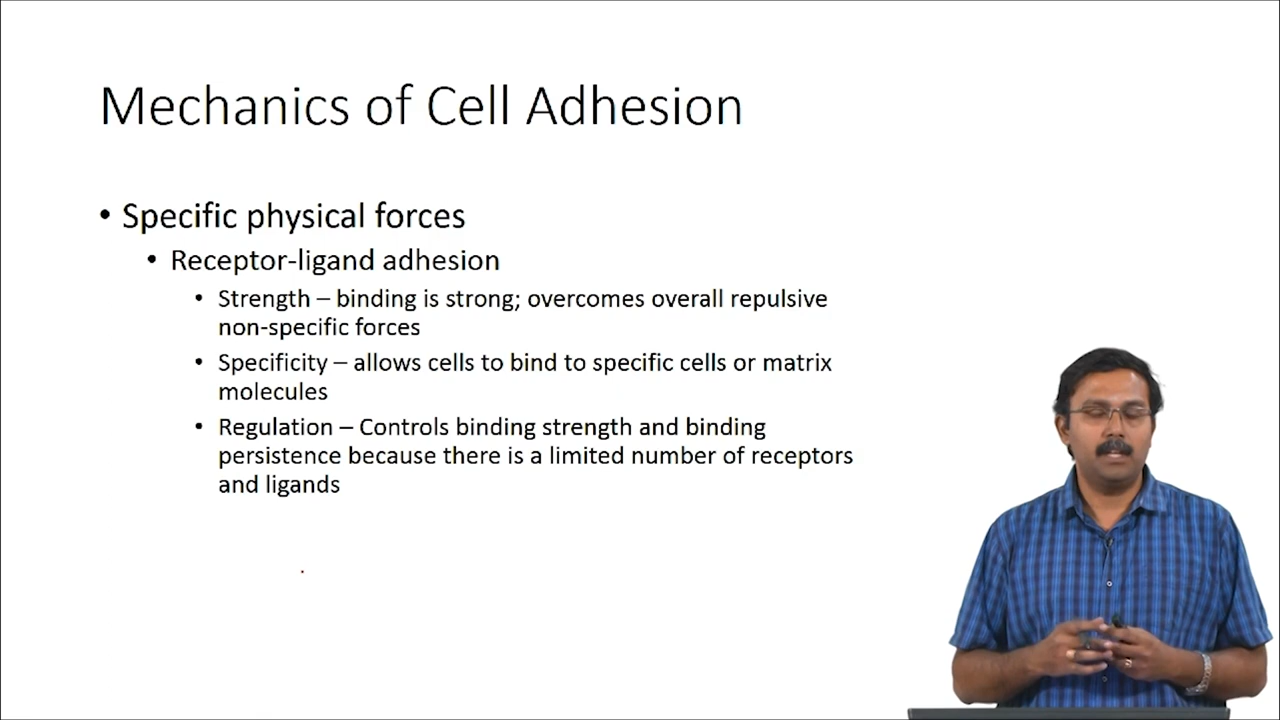 Mechanics of Cell Adhesion
• Specific physical forces
• Receptor-ligand adhesion
• Strength – binding is strong; overcomes overall repulsive
non-specific forces
• Specificity – allows cells to bind to specific cells or matrix
molecules
• Regulation – Controls binding strength and binding
persistence because there is a limited number of receptors
and ligands